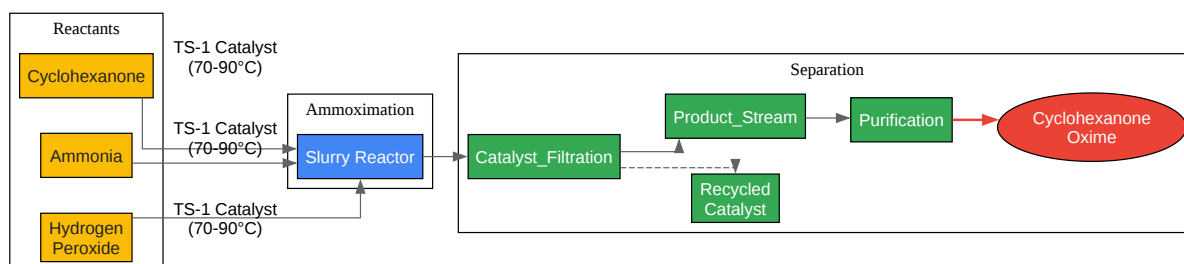 Reactants
Cyclohexanone
Ammonia
Hydrogen
Peroxide
TS-1 Catalyst
(70-90°C)
TS-1 Catalyst
(70-90°C)
TS-1 Catalyst
(70-90°C)
Ammoximation
Slurry Reactor
Separation
Catalyst_Filtration
Product_Stream
Recycled
Catalyst
Purification
Cyclohexanone
Oxime